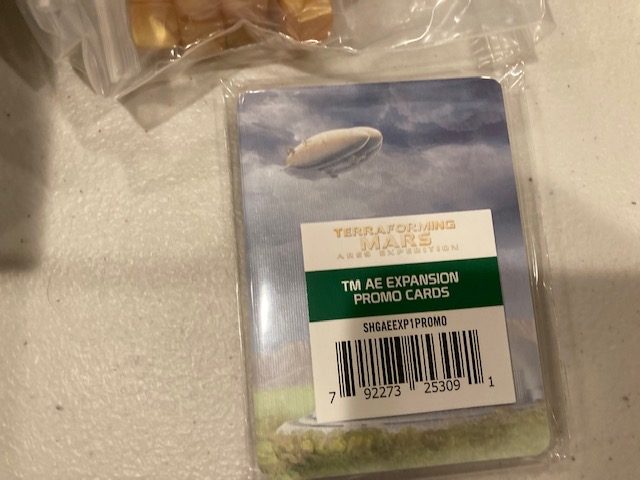 TERRAFORMING
MARS
ARES EXPEDITION
TM AE EXPANSION
PROMO CARDS
SHGAEEXP1PROMO
7 92273 25309 1